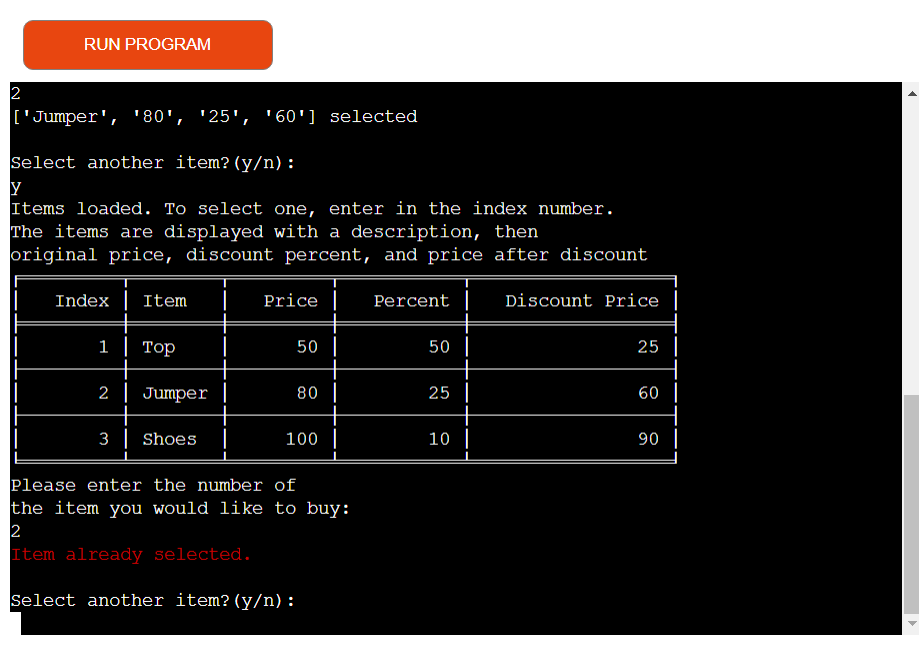 RUN PROGRAM
2
['Jumper', '80', '25', '60'] selected
Select another item?(y/n):
y
Items loaded. To select one, enter in the index number.
The items are displayed with a description, then
original price, discount percent, and price after discount
Index Item Price Percent Discount Price
1 Top 50 50 25
2 Jumper 80 25 60
3 Shoes 100 10 90
Please enter the number of
the item you would like to buy:
2
Item already selected.
Select another item?(y/n):